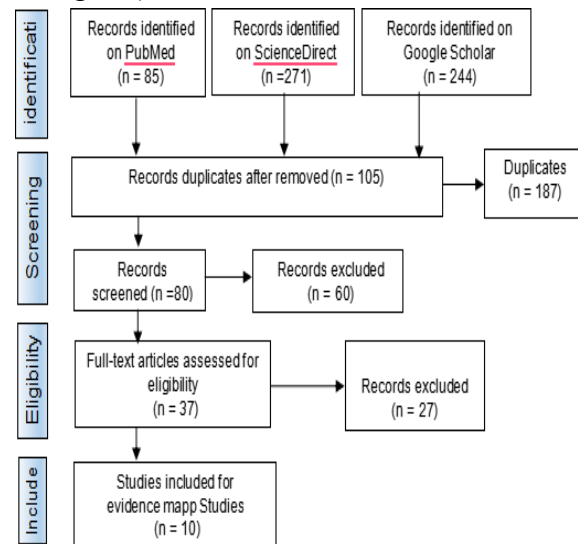 identificati
Records identified
on PubMed
(n = 85)
Records identified
on ScienceDirect
(n =271)
Records identified on
Google Scholar
(n = 244)
Screening
Records duplicates after removed (n = 105)
Duplicates
(n = 187)
Records
screened (n =80)
Records excluded
(n = 60)
Eligibility
Full-text articles assessed for
eligibility
(n = 37)
Records excluded
(n = 27)
Include
Studies included for
evidence mapp Studies
(n = 10)